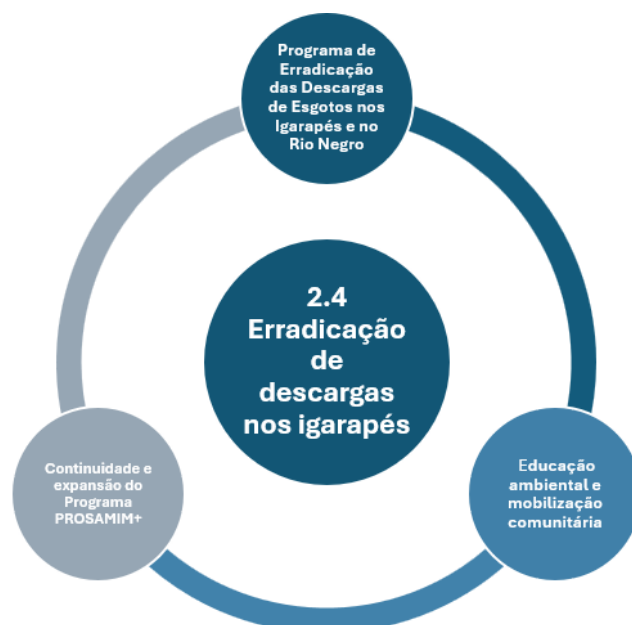 Programa de
Erradicação
das Descargas
de Esgotos nos
Igarapés e no
Rio Negro
2.4
Erradicação
de
descargas
nos igarapés
Continuidade e
expansão do
Programa
PROSAMIM+
Educação
ambiental e
mobilização
comunitária